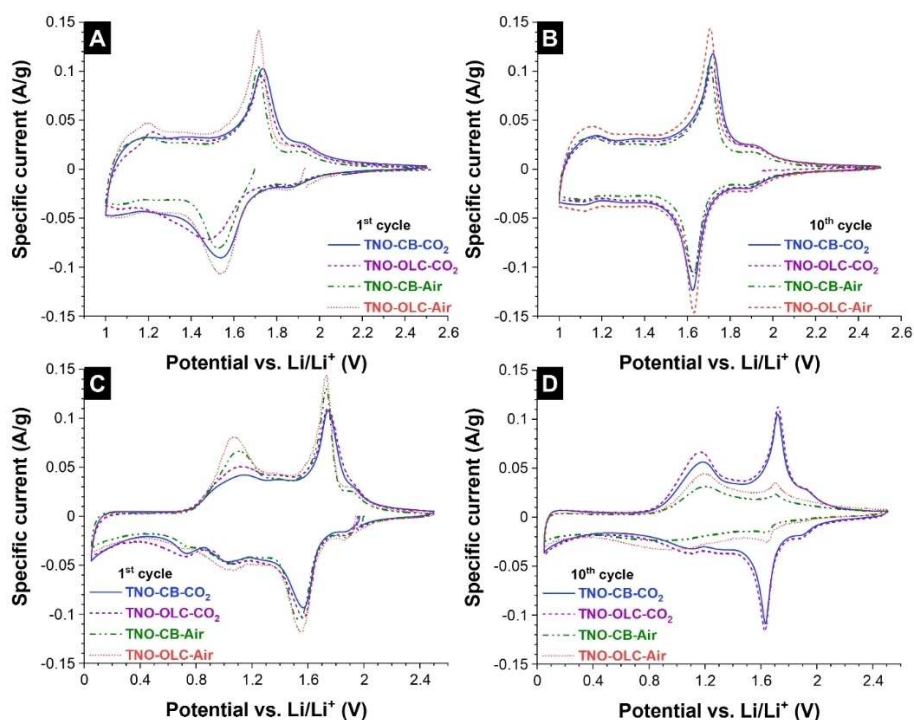 A
Specific current (A/g)
0.15
0.1
0.05
0
-0.05
-0.1
-0.15
1st cycle
TNO-CB-CO₂
TNO-OLC-CO₂
TNO-CB-Air
TNO-OLC-Air
1 1.2 1.4 1.6 1.8 2 2.2 2.4 2.6
Potential vs. Li/Li⁺ (V)
B
Specific current (A/g)
0.15
0.1
0.05
0
-0.05
-0.1
-0.15
10th cycle
TNO-CB-CO₂
TNO-OLC-CO₂
TNO-CB-Air
TNO-OLC-Air
1 1.2 1.4 1.6 1.8 2 2.2 2.4 2.6
Potential vs. Li/Li⁺ (V)
C
Specific current (A/g)
0.15
0.1
0.05
0
-0.05
-0.1
-0.15
1st cycle
TNO-CB-CO₂
TNO-OLC-CO₂
TNO-CB-Air
TNO-OLC-Air
0 0.4 0.8 1.2 1.6 2 2.4
Potential vs. Li/Li⁺ (V)
D
Specific current (A/g)
0.15
0.1
0.05
0
-0.05
-0.1
-0.15
10th cycle
TNO-CB-CO₂
TNO-OLC-CO₂
TNO-CB-Air
TNO-OLC-Air
0 0.4 0.8 1.2 1.6 2 2.4
Potential vs. Li/Li⁺ (V)